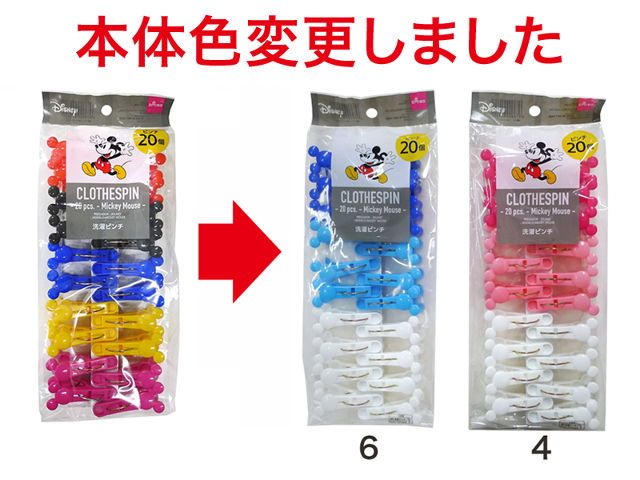 本体色変更しました
Disney
DAISO
ピンチ
20個
CLOTHESPIN
- 20 pcs. - Mickey Mouse -
洗濯ピンチ
Disney
DAISO
20個
CLOTHESPIN
- 20 pcs. - Mickey Mouse -
洗濯ピンチ
Disney
DAISO
ピンチ
20個
CLOTHESPIN
- 20 pcs. - Mickey Mouse -
洗濯ピンチ
6
4